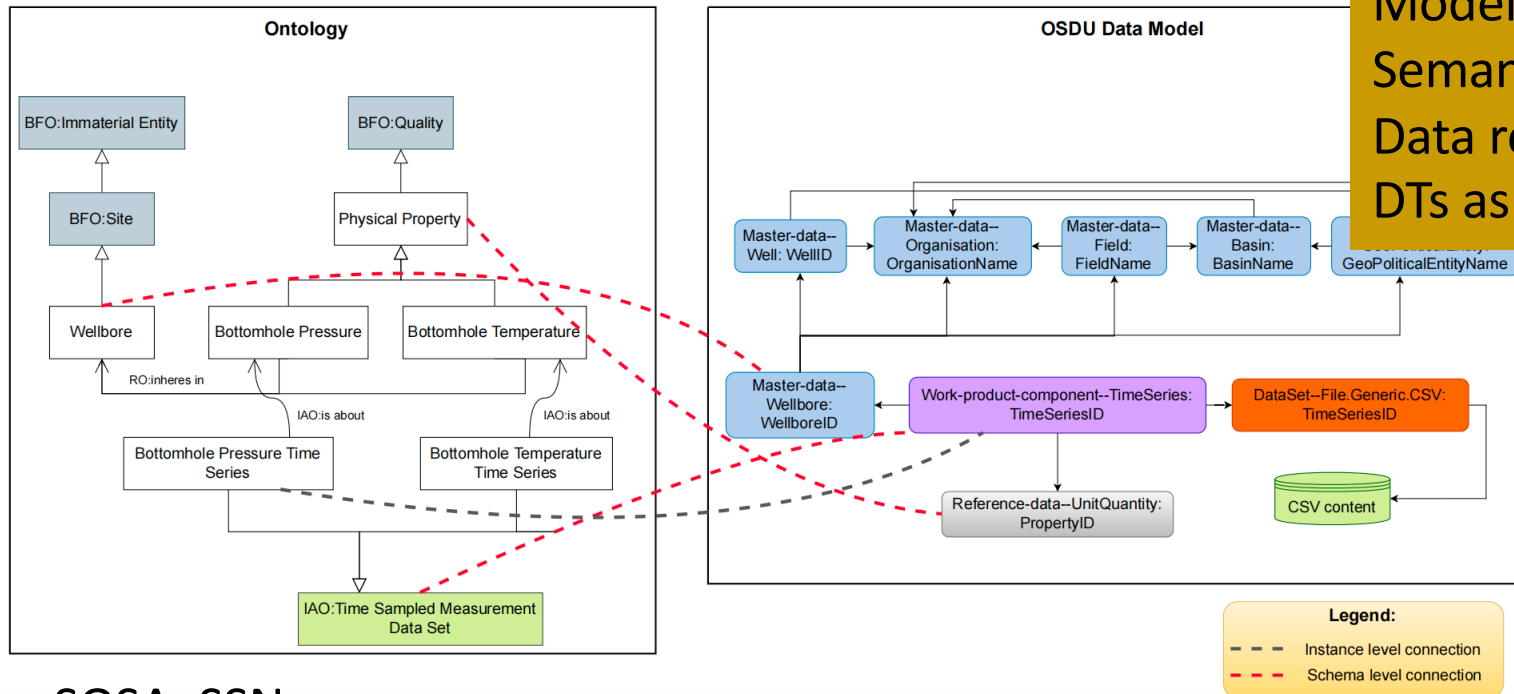 Ontology
BFO:Immaterial Entity
BFO:Quality
BFO:Site
Physical Property
Wellbore
Bottomhole Pressure
Bottomhole Temperature
RO:inheres in
IAO:is about
IAO:is about
Bottomhole Pressure Time
Series
Bottomhole Temperature
Time Series
IAO:Time Sampled Measurement
Data Set
OSDU Data Model
Data
DTs as
Master-data--
Well: WellID
Master-data--
Organisation:
OrganisationName
Master-data--
Field:
FieldName
Master-data--
Basin:
BasinName
GeoPoliticalEntityName
Master-data--
Wellbore:
WellboreID
Work-product-component--TimeSeries:
TimeSeriesID
DataSet--File.Generic.CSV:
TimeSeriesID
Reference-data--UnitQuantity:
PropertyID
CSV content
Legend:
Instance level connection
Schema level connection